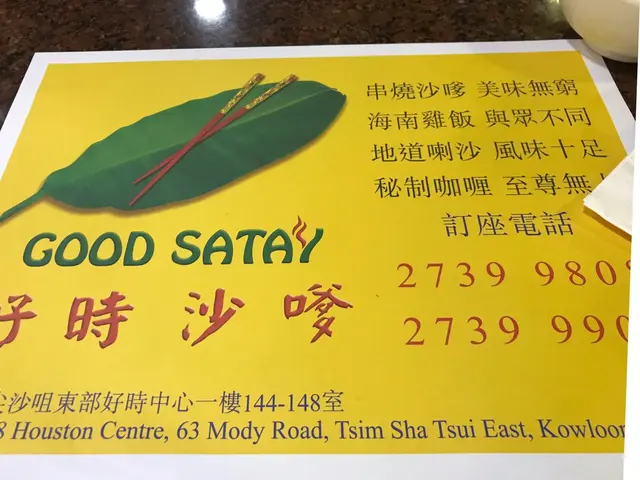 串燒沙嗲 美味無窮
海南雞飯 與眾不同
地道喇沙 風味十足
秘制咖喱 至尊無
訂座電話
2739 980
2739 990
GOOD SATAY
好時沙嗲
尖沙咀東部好時中心一樓144-148室
8 Houston Centre, 63 Mody Road, Tsim Sha Tsui East, Kowloon